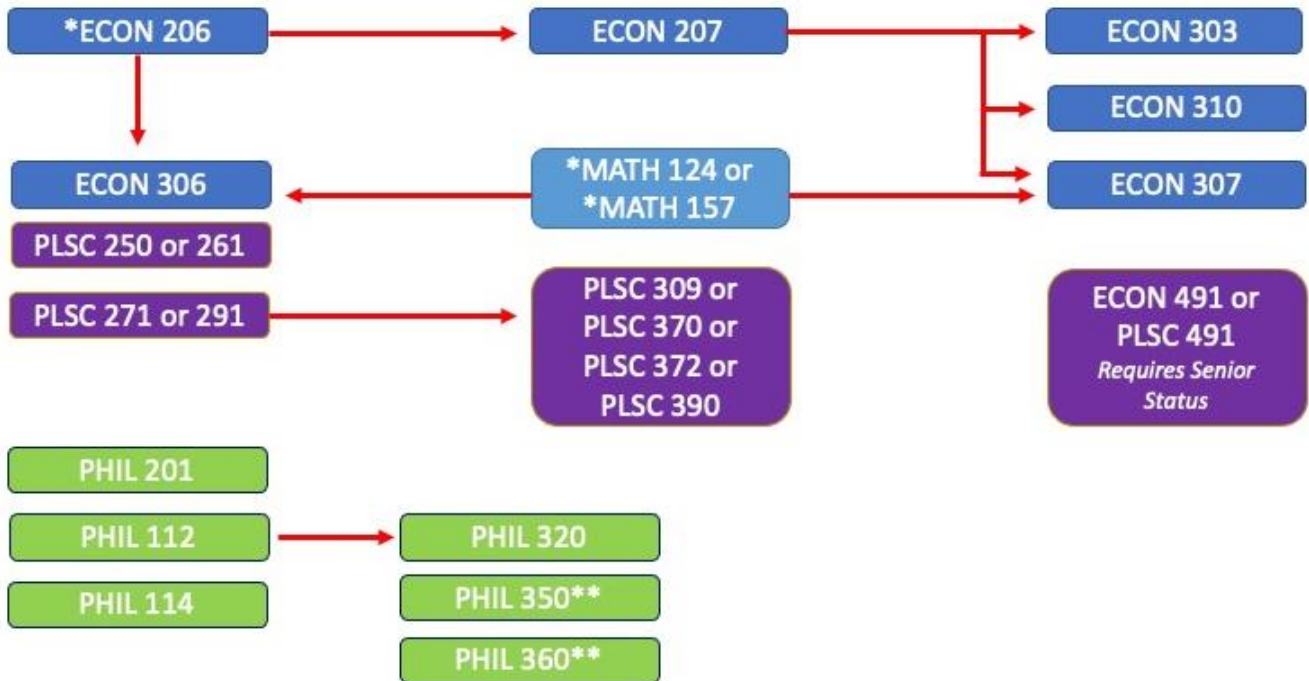 *ECON 206
ECON 207
ECON 303
ECON 310
ECON 306
*MATH 124 or
*MATH 157
ECON 307
PLSC 250 or 261
PLSC 271 or 291
PLSC 309 or
PLSC 370 or
PLSC 372 or
PLSC 390
ECON 491 or
PLSC 491
Requires Senior
Status
PHIL 201
PHIL 112
PHIL 320
PHIL 114
PHIL 350**
PHIL 360**